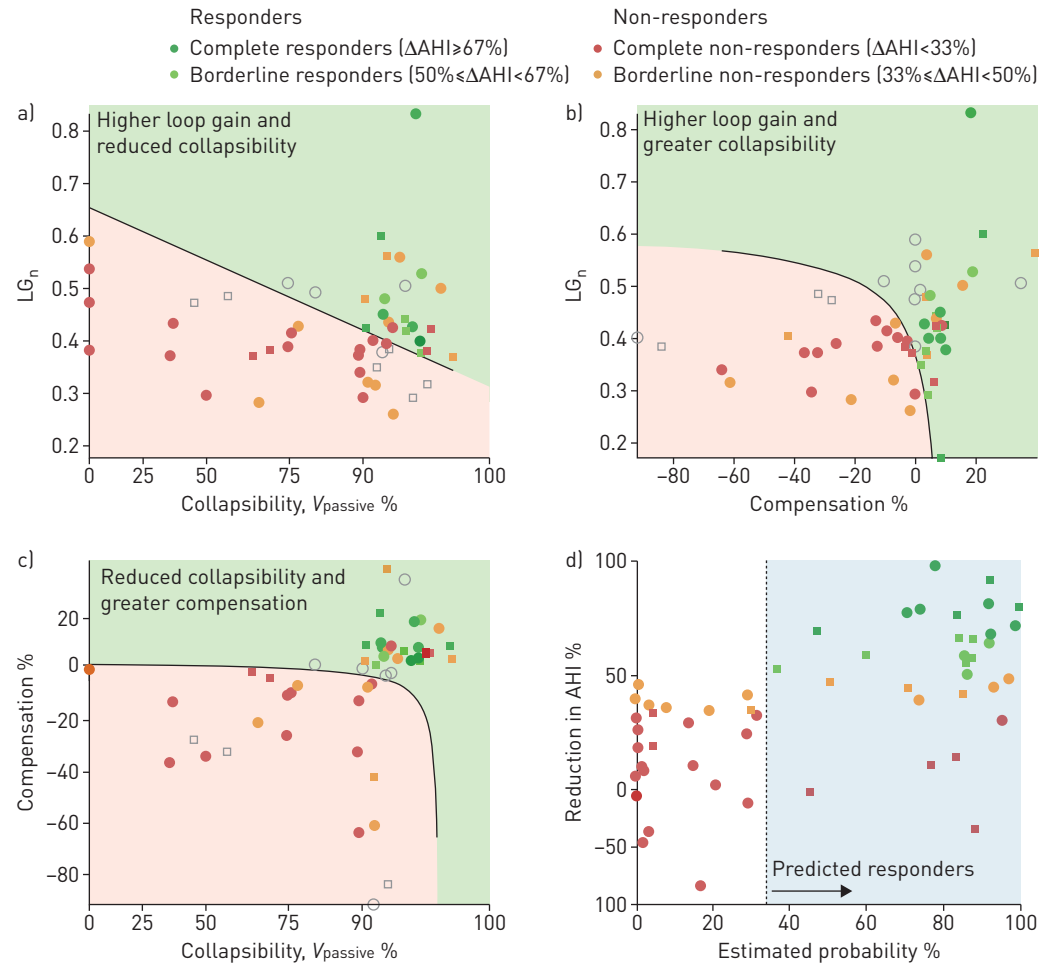 Responders
Complete responders (ΔAHI≥67%)
Borderline responders (50%≤ΔAHI<67%)
Non-responders
Complete non-responders (ΔAHI<33%)
Borderline non-responders (33%≤ΔAHI<50%)
a)
Higher loop gain and
reduced collapsibility
0.8
0.7
0.6
0.5
0.4
0.3
0.2
LGn
0 25 50 75 90 100
Collapsibility, Vpassive %
b)
Higher loop gain and
greater collapsibility
0.8
0.7
0.6
0.5
0.4
0.3
0.2
LGn
−80 −60 −40 −20 0 20
Compensation %
c)
Reduced collapsibility and
greater compensation
20
0
−20
−40
−60
−80
Compensation %
0 25 50 75 90 100
Collapsibility, Vpassive %
d)
100
50
0
−50
100
Reduction in AHI %
Predicted responders
0 20 40 60 80 100
Estimated probability %